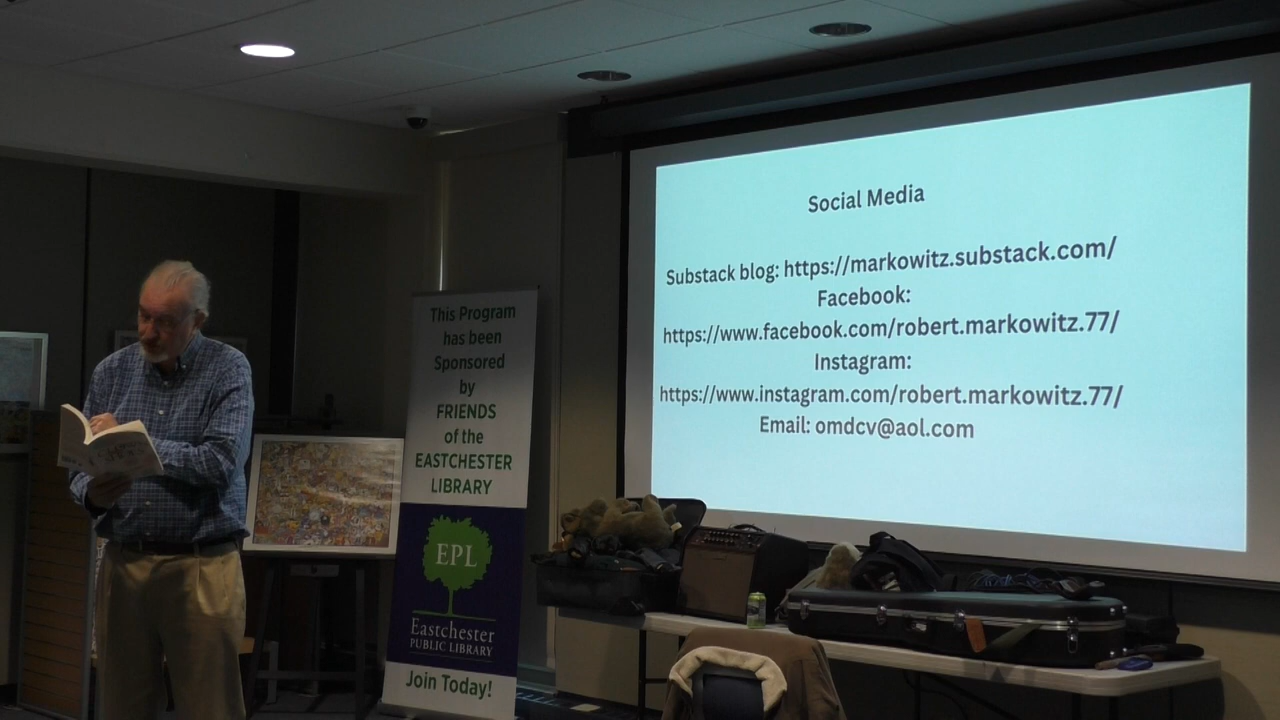 Social Media
Substack blog: https://markowitz.substack.com/
Facebook:
https://www.facebook.com/robert.markowitz.77/
Instagram:
https://www.instagram.com/robert.markowitz.77/
Email: omdcv@aol.com
This Program
has been
Sponsored
by
FRIENDS
of the
EASTCHESTER
LIBRARY
EPL
Eastchester
PUBLIC LIBRARY
Join Today!